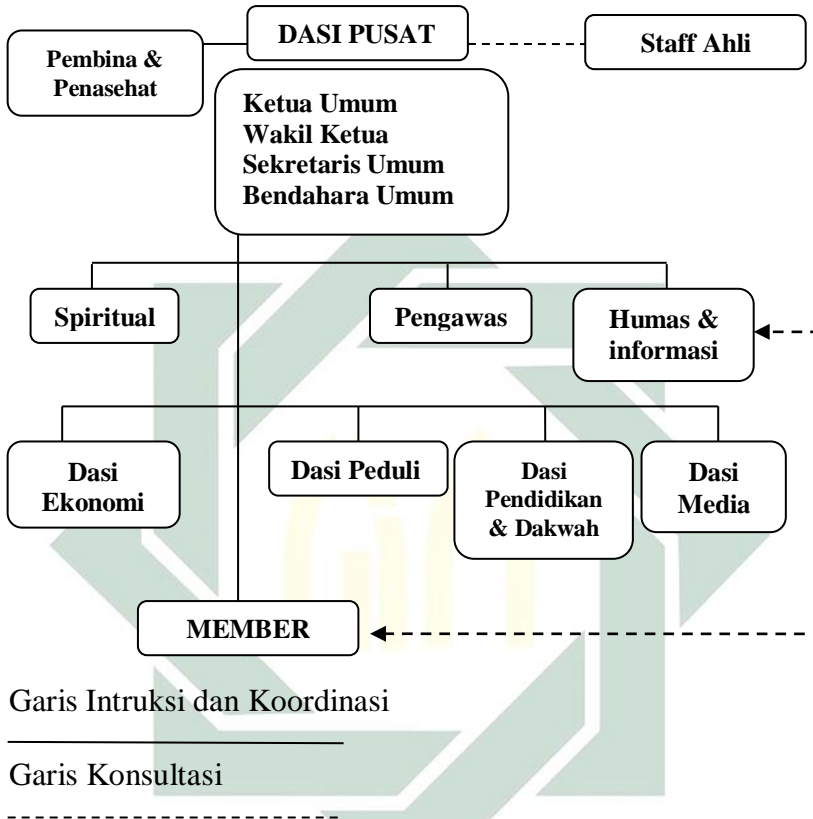 DASI PUSAT
Staff Ahli
Pembina &
Penasehat
Ketua Umum
Wakil Ketua
Sekretaris Umum
Bendahara Umum
Spiritual
Pengawas
Humas &
informasi
Dasi
Ekonomi
Dasi Peduli
Dasi
Pendidikan
& Dakwah
Dasi
Media
MEMBER
Garis Intruksi dan Koordinasi
Garis Konsultasi